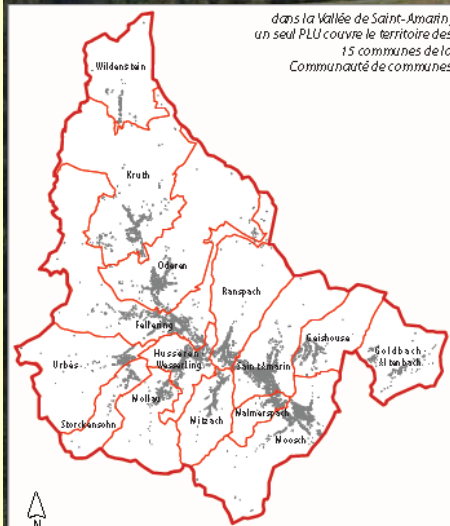 dans la Vallée de Saint-Amarin,
un seul PLU couvre le territoire des
15 communes de la
Communauté de communes
Wildenstein
Kruth
Oderen
Ranspach
Fellering
Geishouse
Goldbach
Altenbach
Husseren
Wesserling
Urbès
Saint Amarin
Mollau
Malmerspach
Storckensohn
Mitzach
Moosch
N